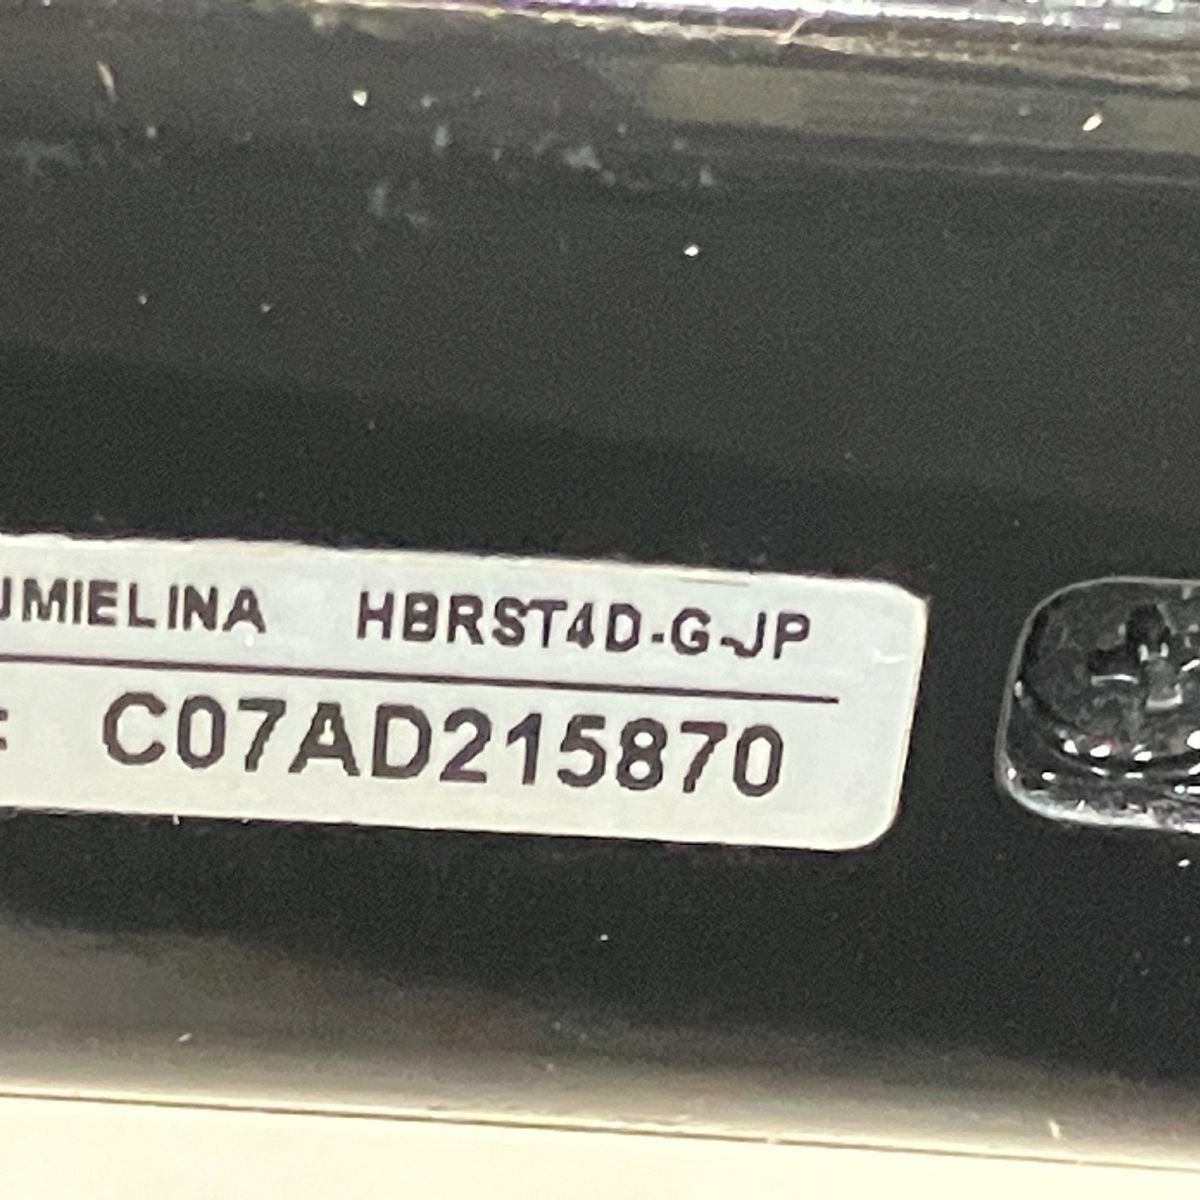 UMIELINA HBRST4D-G-JP
: C07AD215870